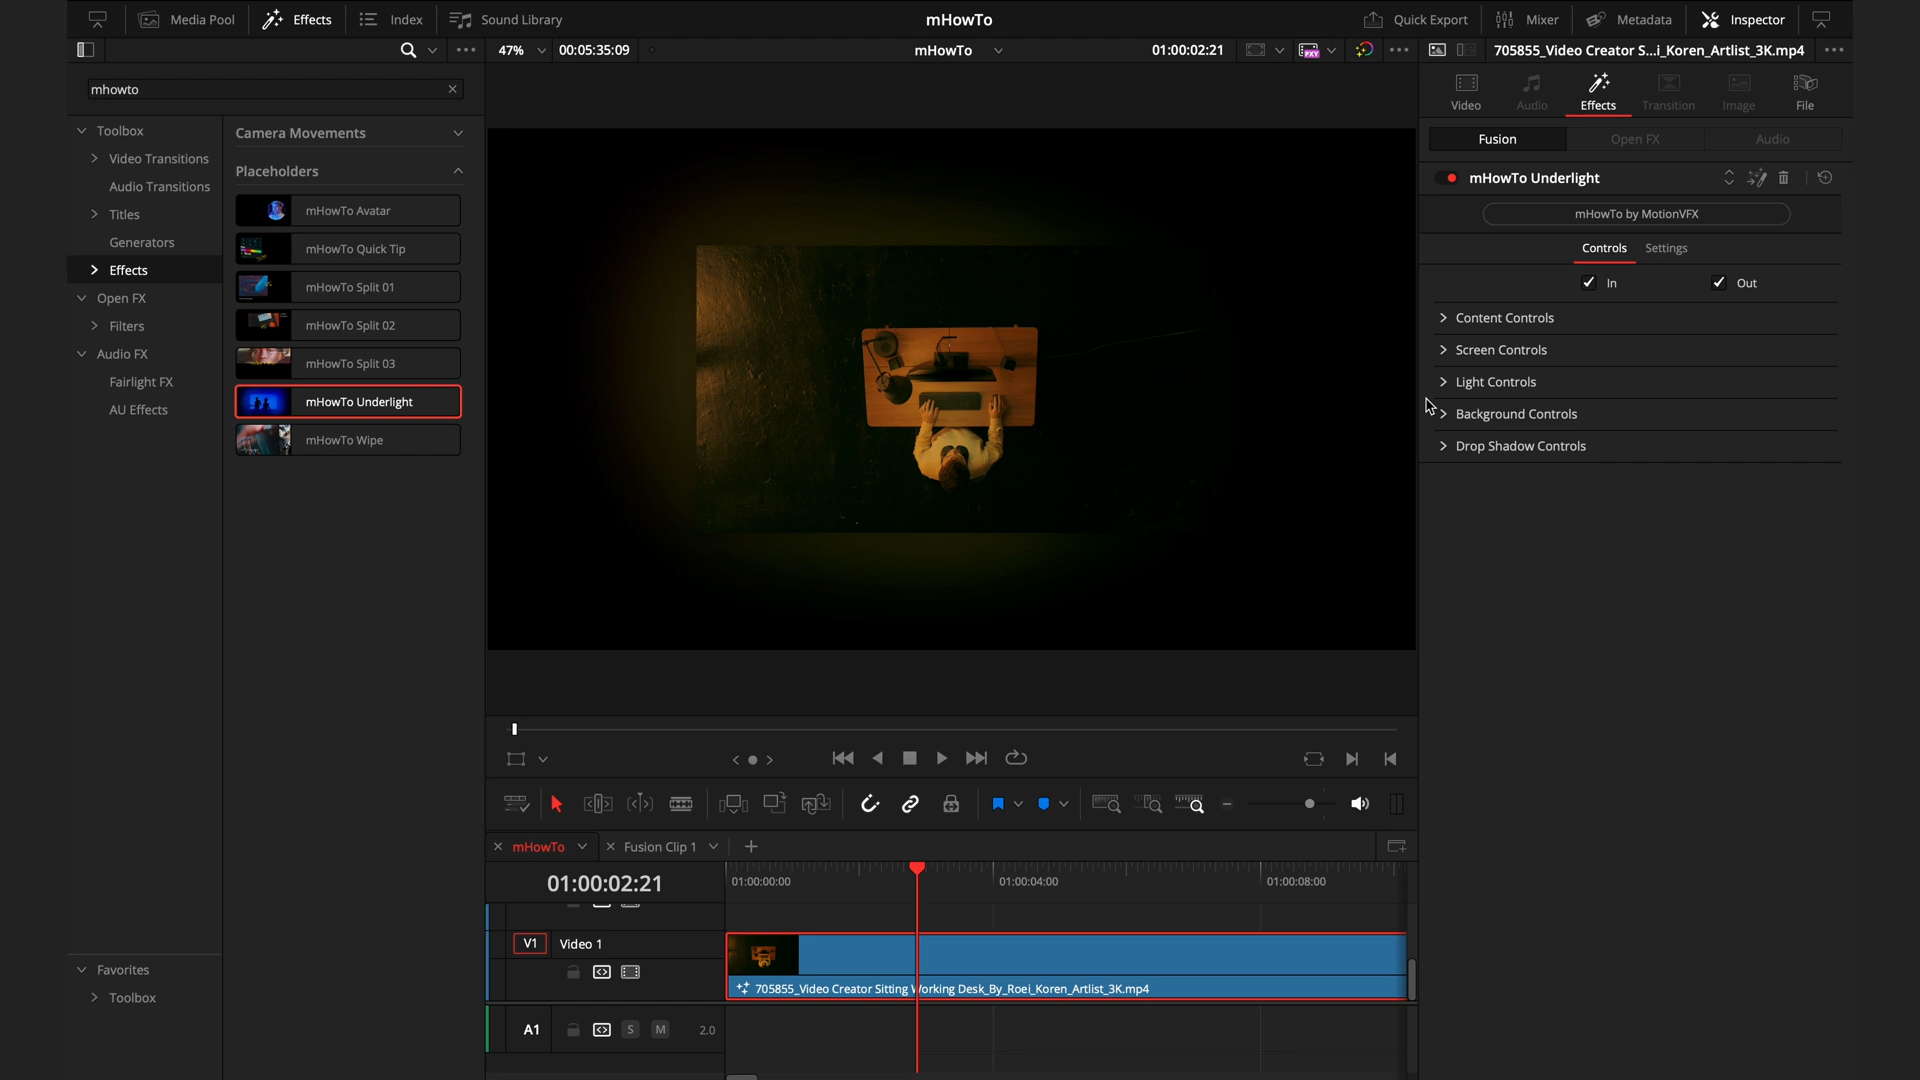 Media Pool
Effects
Index
Sound Library
mHowTo
Quick Export
Mixer
Metadata
Inspector
47%
00:05:35:09
mHowTo
01:00:02:21
PXY
705855_Video Creator S...i_Koren_Artlist_3K.mp4
mhowto
Toolbox
Video Transitions
Audio Transitions
Titles
Generators
Effects
Open FX
Filters
Audio FX
Fairlight FX
AU Effects
Favorites
Toolbox
Camera Movements
Placeholders
mHowTo Avatar
mHowTo Quick Tip
mHowTo Split 01
mHowTo Split 02
mHowTo Split 03
mHowTo Underlight
mHowTo Wipe
Video
Audio
Effects
Transition
Image
File
Fusion
Open FX
Audio
mHowTo Underlight
mHowTo by MotionVFX
Controls
Settings
In
Out
Content Controls
Screen Controls
Light Controls
Background Controls
Drop Shadow Controls
mHowTo
Fusion Clip 1
01:00:02:21
01:00:00:00
01:00:04:00
01:00:08:00
V1
Video 1
705855_Video Creator Sitting Working Desk_By_Roei_Koren_Artlist_3K.mp4
A1
S
M
2.0